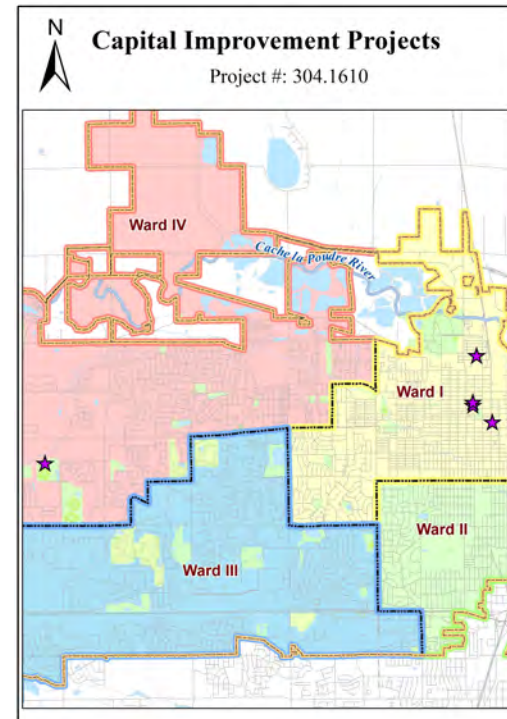 N
Capital Improvement Projects
Project #: 304.1610
Ward IV
Cache la Poudre River
Ward I
Ward II
Ward III